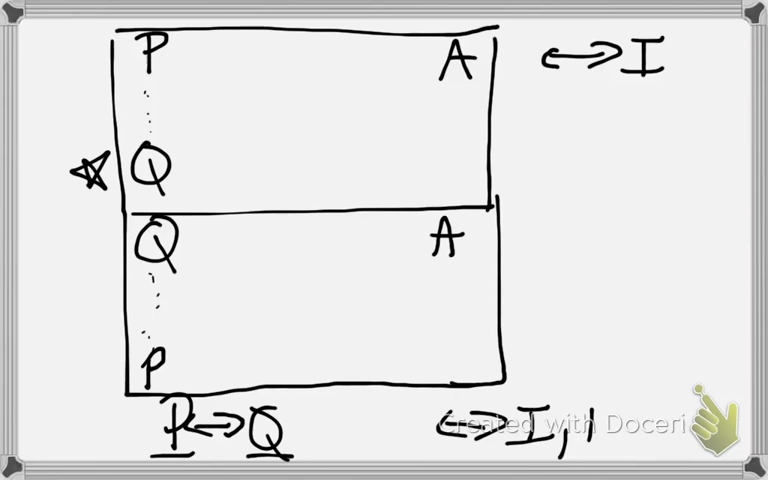 P A ⟷ I
☆ Q
Q A
P
P ⟷ Q ⟷ I, 1
Created with Doceri